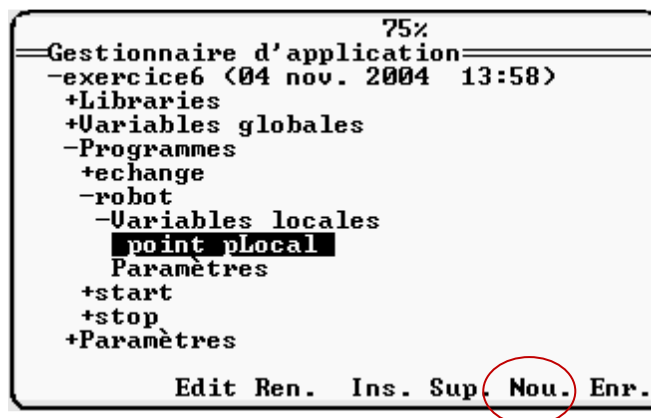 75%
Gestionnaire d'application
-exercice6 (04 nov. 2004 13:58)
+Libraries
+Variables globales
-Programmes
+echange
-robot
-Variables locales
point pLocal
Paramètres
+start
+stop
+Paramètres
Edit Ren. Ins. Sup. Nou. Enr.